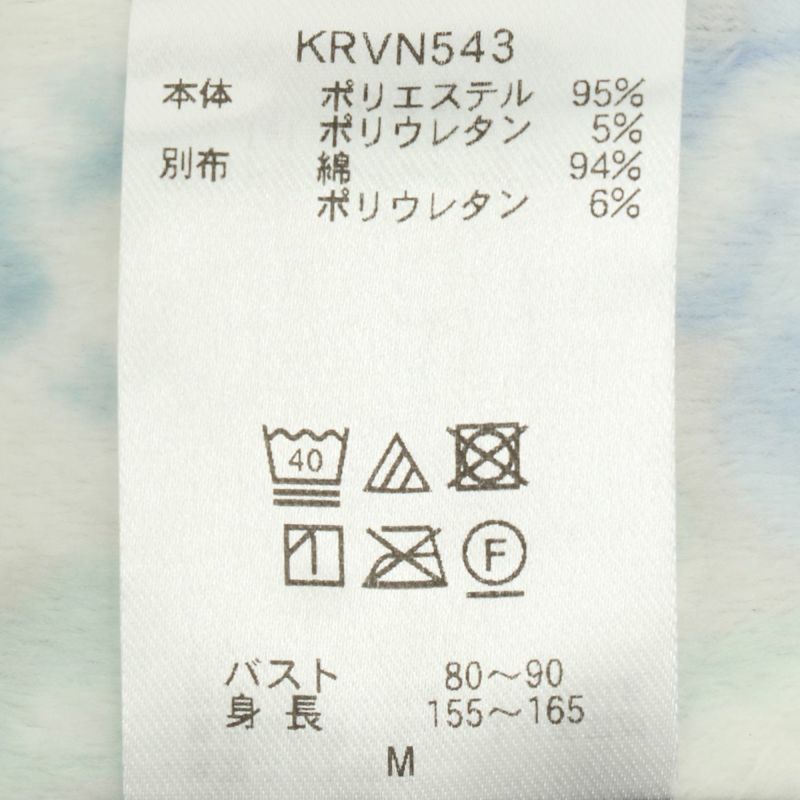 KRVN543
本体 ポリエステル 95%
ポリウレタン 5%
別布 綿 94%
ポリウレタン 6%
40
F
バスト 80～90
身長 155～165
M